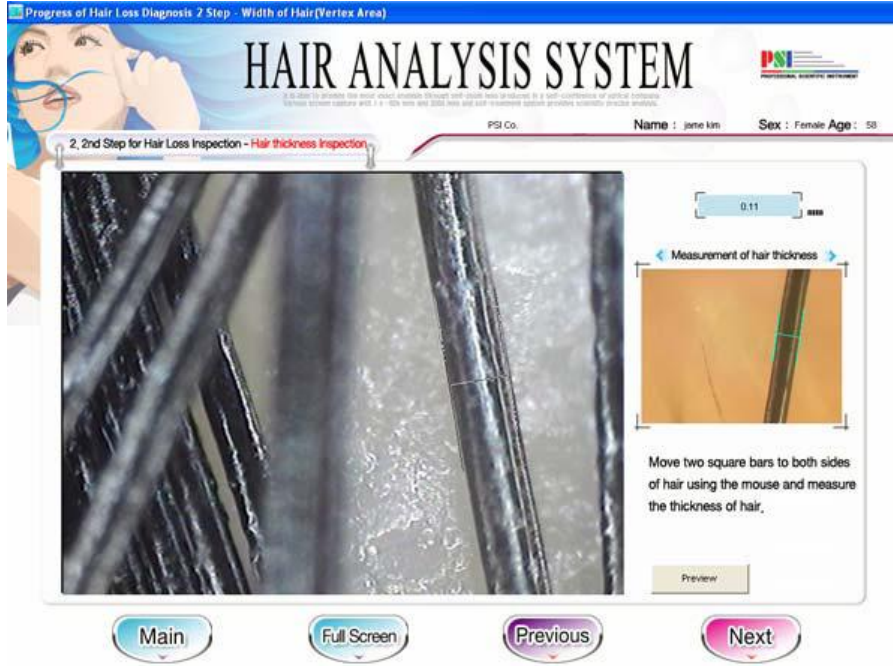 Progress of Hair Loss Diagnosis 2 Step - Width of Hair(Vertex Area)
HAIR ANALYSIS SYSTEM
PSI
PROFESSIONAL SCIENTIFIC INSTRUMENT
PSI Co. Name : jame kim Sex : Female Age : 58
2, 2nd Step for Hair Loss Inspection - Hair thickness Inspection
0.11 mm
Measurement of hair thickness
Move two square bars to both sides
of hair using the mouse and measure
the thickness of hair.
Preview
Main Full Screen Previous Next